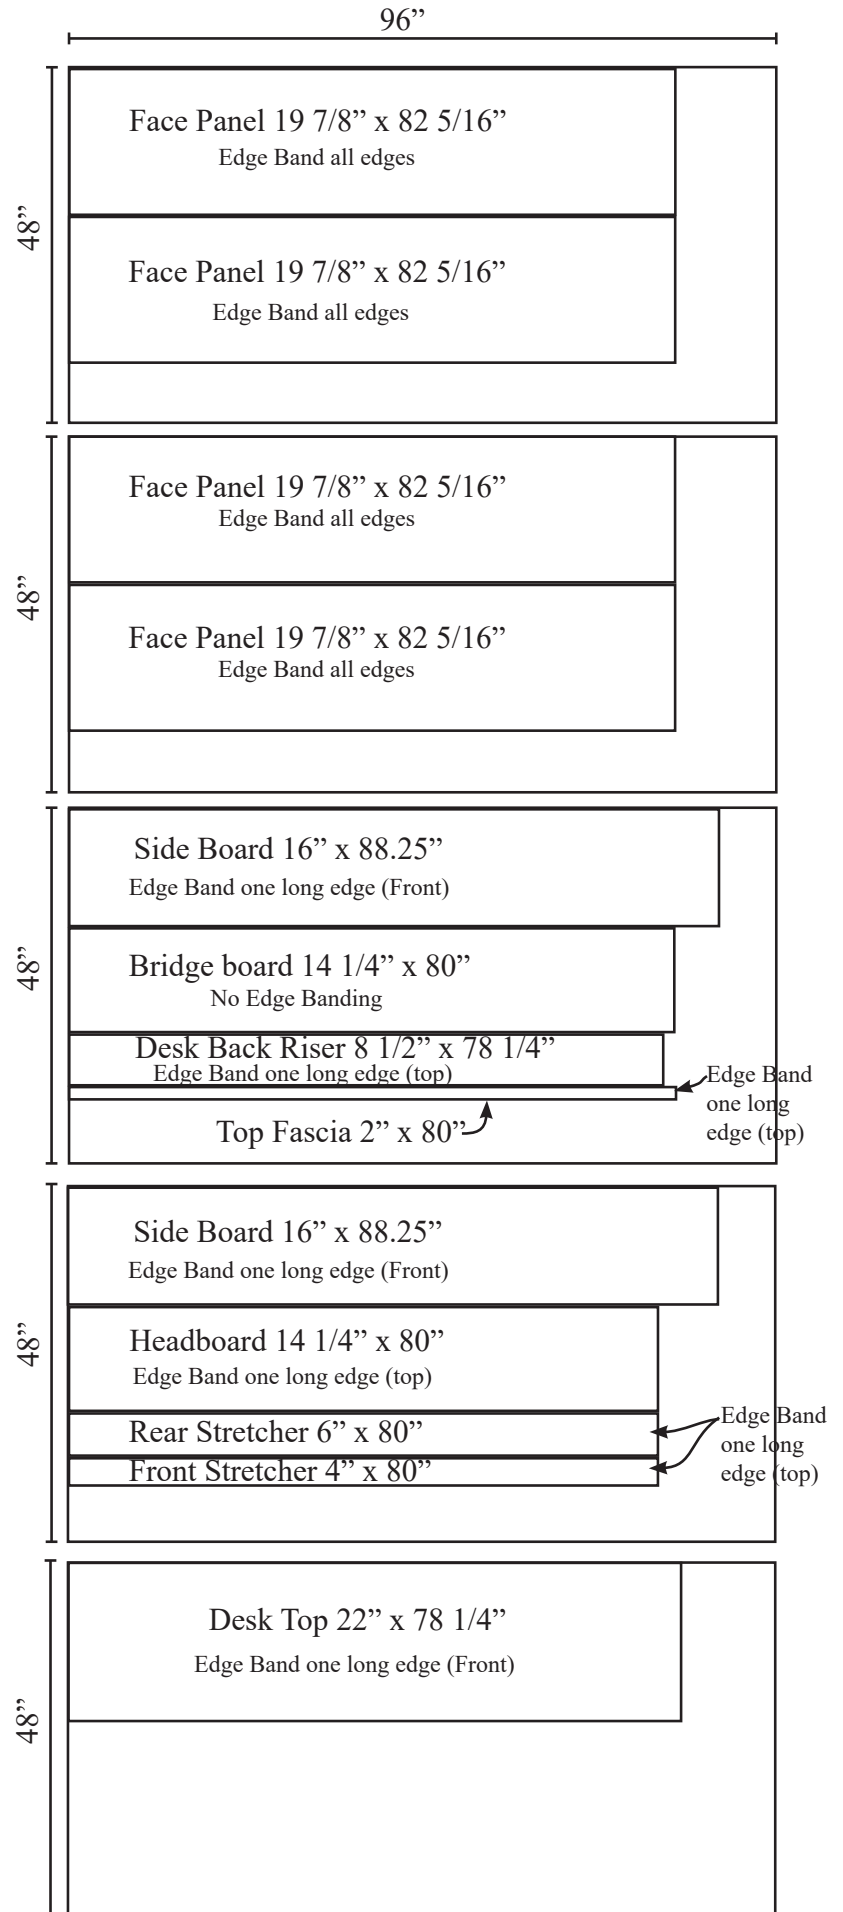 96”
48”
Face Panel 19 7/8” x 82 5/16”
Edge Band all edges
Face Panel 19 7/8” x 82 5/16”
Edge Band all edges
48”
Face Panel 19 7/8” x 82 5/16”
Edge Band all edges
Face Panel 19 7/8” x 82 5/16”
Edge Band all edges
48”
Side Board 16” x 88.25”
Edge Band one long edge (Front)
Bridge board 14 1/4” x 80”
No Edge Banding
Desk Back Riser 8 1/2” x 78 1/4”
Edge Band one long edge (top)
Edge Band
one long
edge (top)
Top Fascia 2” x 80”
48”
Side Board 16” x 88.25”
Edge Band one long edge (Front)
Headboard 14 1/4” x 80”
Edge Band one long edge (top)
Rear Stretcher 6” x 80”
Front Stretcher 4” x 80”
Edge Band
one long
edge (top)
48”
Desk Top 22” x 78 1/4”
Edge Band one long edge (Front)